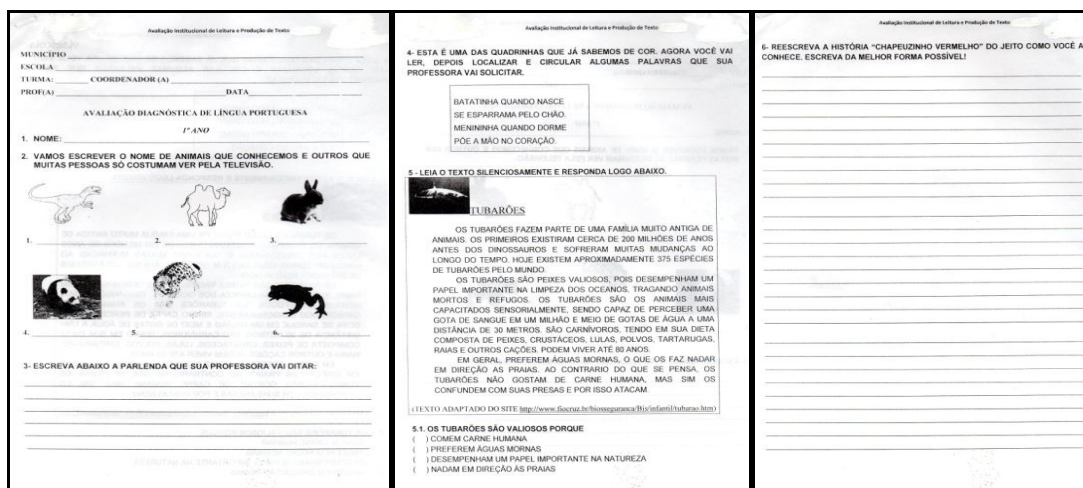 Avaliação Institucional de Leitura e Produção de Texto
MUNICÍPIO
ESCOLA
TURMA: COORDENADOR (A)
PROF(A) DATA
AVALIAÇÃO DIAGNÓSTICA DE LÍNGUA PORTUGUESA
1º ANO
1. NOME:
2. VAMOS ESCREVER O NOME DE ANIMAIS QUE CONHECEMOS E OUTROS QUE
MUITAS PESSOAS SÓ COSTUMAM VER PELA TELEVISÃO.
1. 2. 3.
4. 5. 6.
3- ESCREVA ABAIXO A PARLENDA QUE SUA PROFESSORA VAI DITAR:
Avaliação Institucional de Leitura e Produção de Texto
4- ESTA É UMA DAS QUADRINHAS QUE JÁ SABEMOS DE COR. AGORA VOCÊ VAI
LER, DEPOIS LOCALIZAR E CIRCULAR ALGUMAS PALAVRAS QUE SUA
PROFESSORA VAI SOLICITAR.
BATATINHA QUANDO NASCE
SE ESPARRAMA PELO CHÃO.
MENININHA QUANDO DORME
PÕE A MÃO NO CORAÇÃO.
5 - LEIA O TEXTO SILENCIOSAMENTE E RESPONDA LOGO ABAIXO.
TUBARÕES
OS TUBARÕES FAZEM PARTE DE UMA FAMÍLIA MUITO ANTIGA DE
ANIMAIS. OS PRIMEIROS EXISTIRAM CERCA DE 200 MILHÕES DE ANOS
ANTES DOS DINOSSAUROS E SOFRERAM MUITAS MUDANÇAS AO
LONGO DO TEMPO. HOJE EXISTEM APROXIMADAMENTE 375 ESPÉCIES
DE TUBARÕES PELO MUNDO.
OS TUBARÕES SÃO PEIXES VALIOSOS, POIS DESEMPENHAM UM
PAPEL IMPORTANTE NA LIMPEZA DOS OCEANOS, TRAGANDO ANIMAIS
MORTOS E REFUGOS. OS TUBARÕES SÃO OS ANIMAIS MAIS
CAPACITADOS SENSORIALMENTE, SENDO CAPAZ DE PERCEBER UMA
GOTA DE SANGUE EM UM MILHÃO E MEIO DE GOTAS DE ÁGUA A UMA
DISTÂNCIA DE 30 METROS. SÃO CARNÍVOROS, TENDO EM SUA DIETA
COMPOSTA DE PEIXES, CRUSTÁCEOS, LULAS, POLVOS, TARTARUGAS,
RAIAS E OUTROS CAÇÕES. PODEM VIVER ATÉ 80 ANOS.
EM GERAL, PREFEREM ÁGUAS MORNAS, O QUE OS FAZ NADAR
EM DIREÇÃO AS PRAIAS. AO CONTRARIO DO QUE SE PENSA, OS
TUBARÕES NÃO GOSTAM DE CARNE HUMANA, MAS SIM OS
CONFUNDEM COM SUAS PRESAS E POR ISSO ATACAM.
(TEXTO ADAPTADO DO SITE http://www.fiocruz.br/biosseguranca/Bis/infantil/tubarao.htm)
5.1. OS TUBARÕES SÃO VALIOSOS PORQUE
( ) COMEM CARNE HUMANA
( ) PREFEREM ÁGUAS MORNAS
( ) DESEMPENHAM UM PAPEL IMPORTANTE NA NATUREZA
( ) NADAM EM DIREÇÃO ÀS PRAIAS
Avaliação Institucional de Leitura e Produção de Texto
6- REESCREVA A HISTÓRIA “CHAPEUZINHO VERMELHO” DO JEITO COMO VOCÊ A
CONHECE. ESCREVA DA MELHOR FORMA POSSÍVEL!